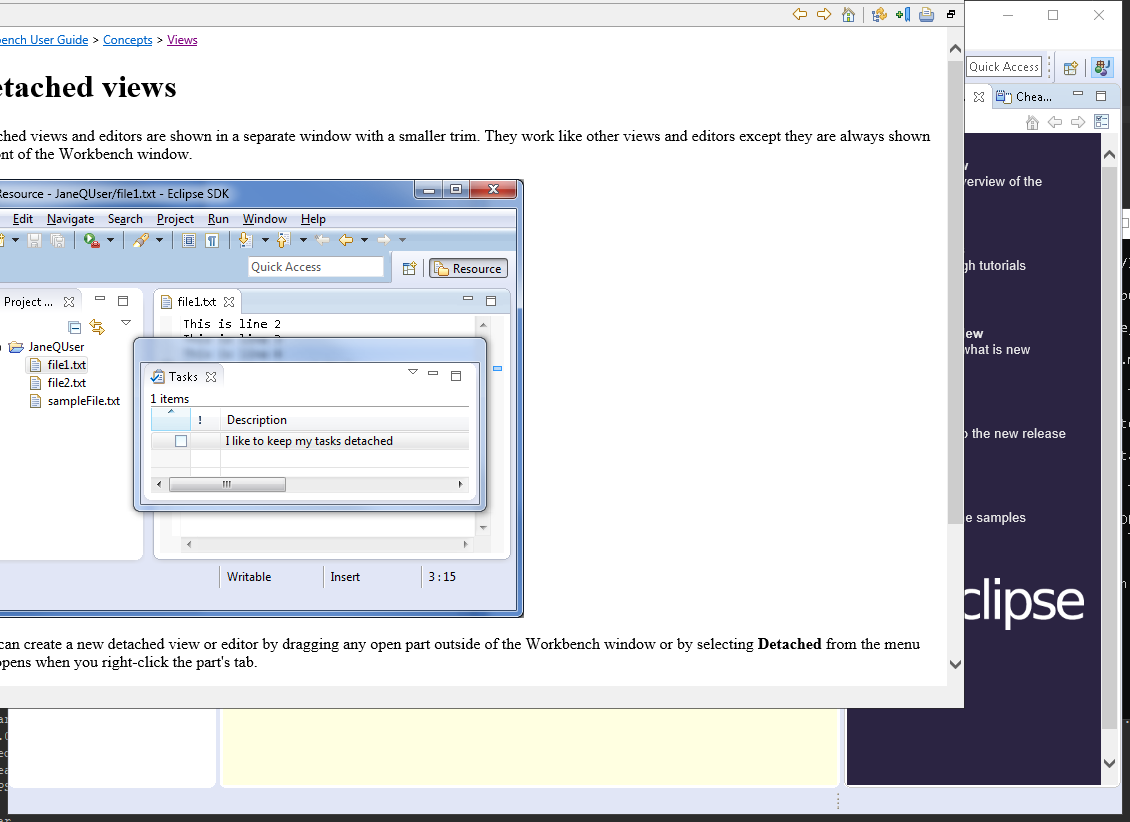 ench User Guide > Concepts > Views
Quick Access
Chea...
etached views
ched views and editors are shown in a separate window with a smaller trim. They work like other views and editors except they are always shown
nt of the Workbench window.
Resource - JaneQUser/file1.txt - Eclipse SDK
Edit Navigate Search Project Run Window Help
Quick Access
Resource
Project ...
file1.txt
This is line 2
JaneQUser
file1.txt
file2.txt
sampleFile.txt
Tasks
1 items
! Description
I like to keep my tasks detached
Writable Insert 3 : 15
can create a new detached view or editor by dragging any open part outside of the Workbench window or by selecting Detached from the menu
opens when you right-click the part's tab.
w
verview of the
gh tutorials
ew
what is new
o the new release
e samples
clipse